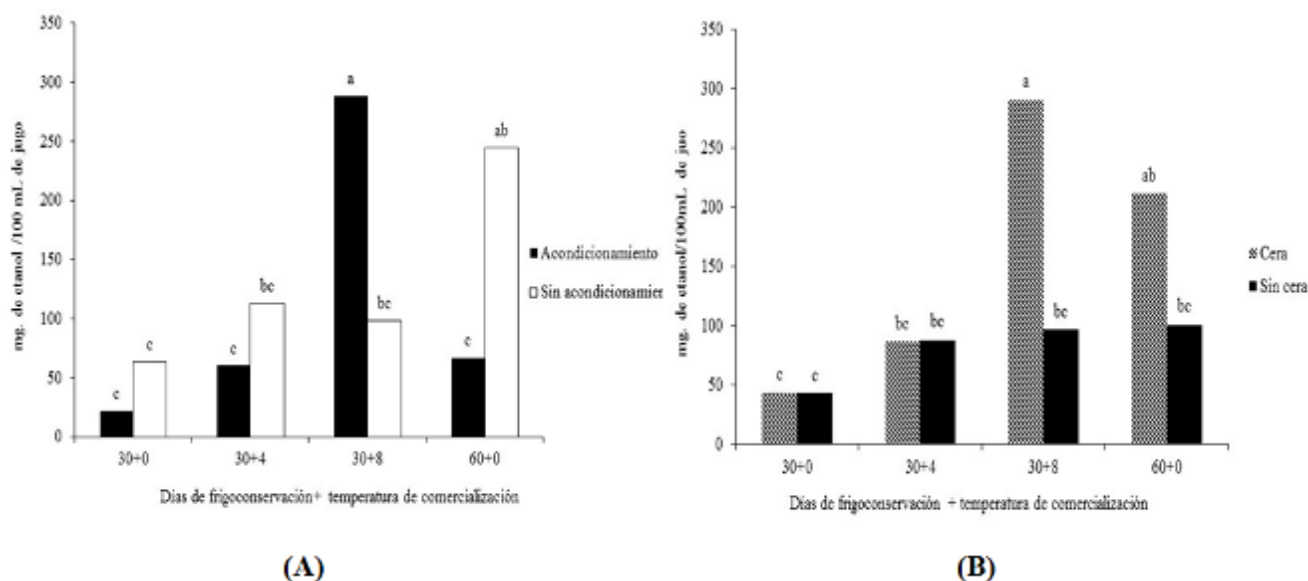 mg. de etanol /100 mL de jugo
350
300
250
200
150
100
50
0
c
c
c
bc
a
bc
c
ab
30+0 30+4 30+8 60+0
Dias de frigoconservación+ temperatura de comercialización
Acondicionamiento
Sin acondicionamier
(A)
mg. de etanol/100mL de juo
350
300
250
200
150
100
50
0
c
c
bc
bc
a
bc
ab
bc
30+0 30+4 30+8 60+0
Días de frigoconservación + temperatura de comercialización
Cera
Sin cera
(B)